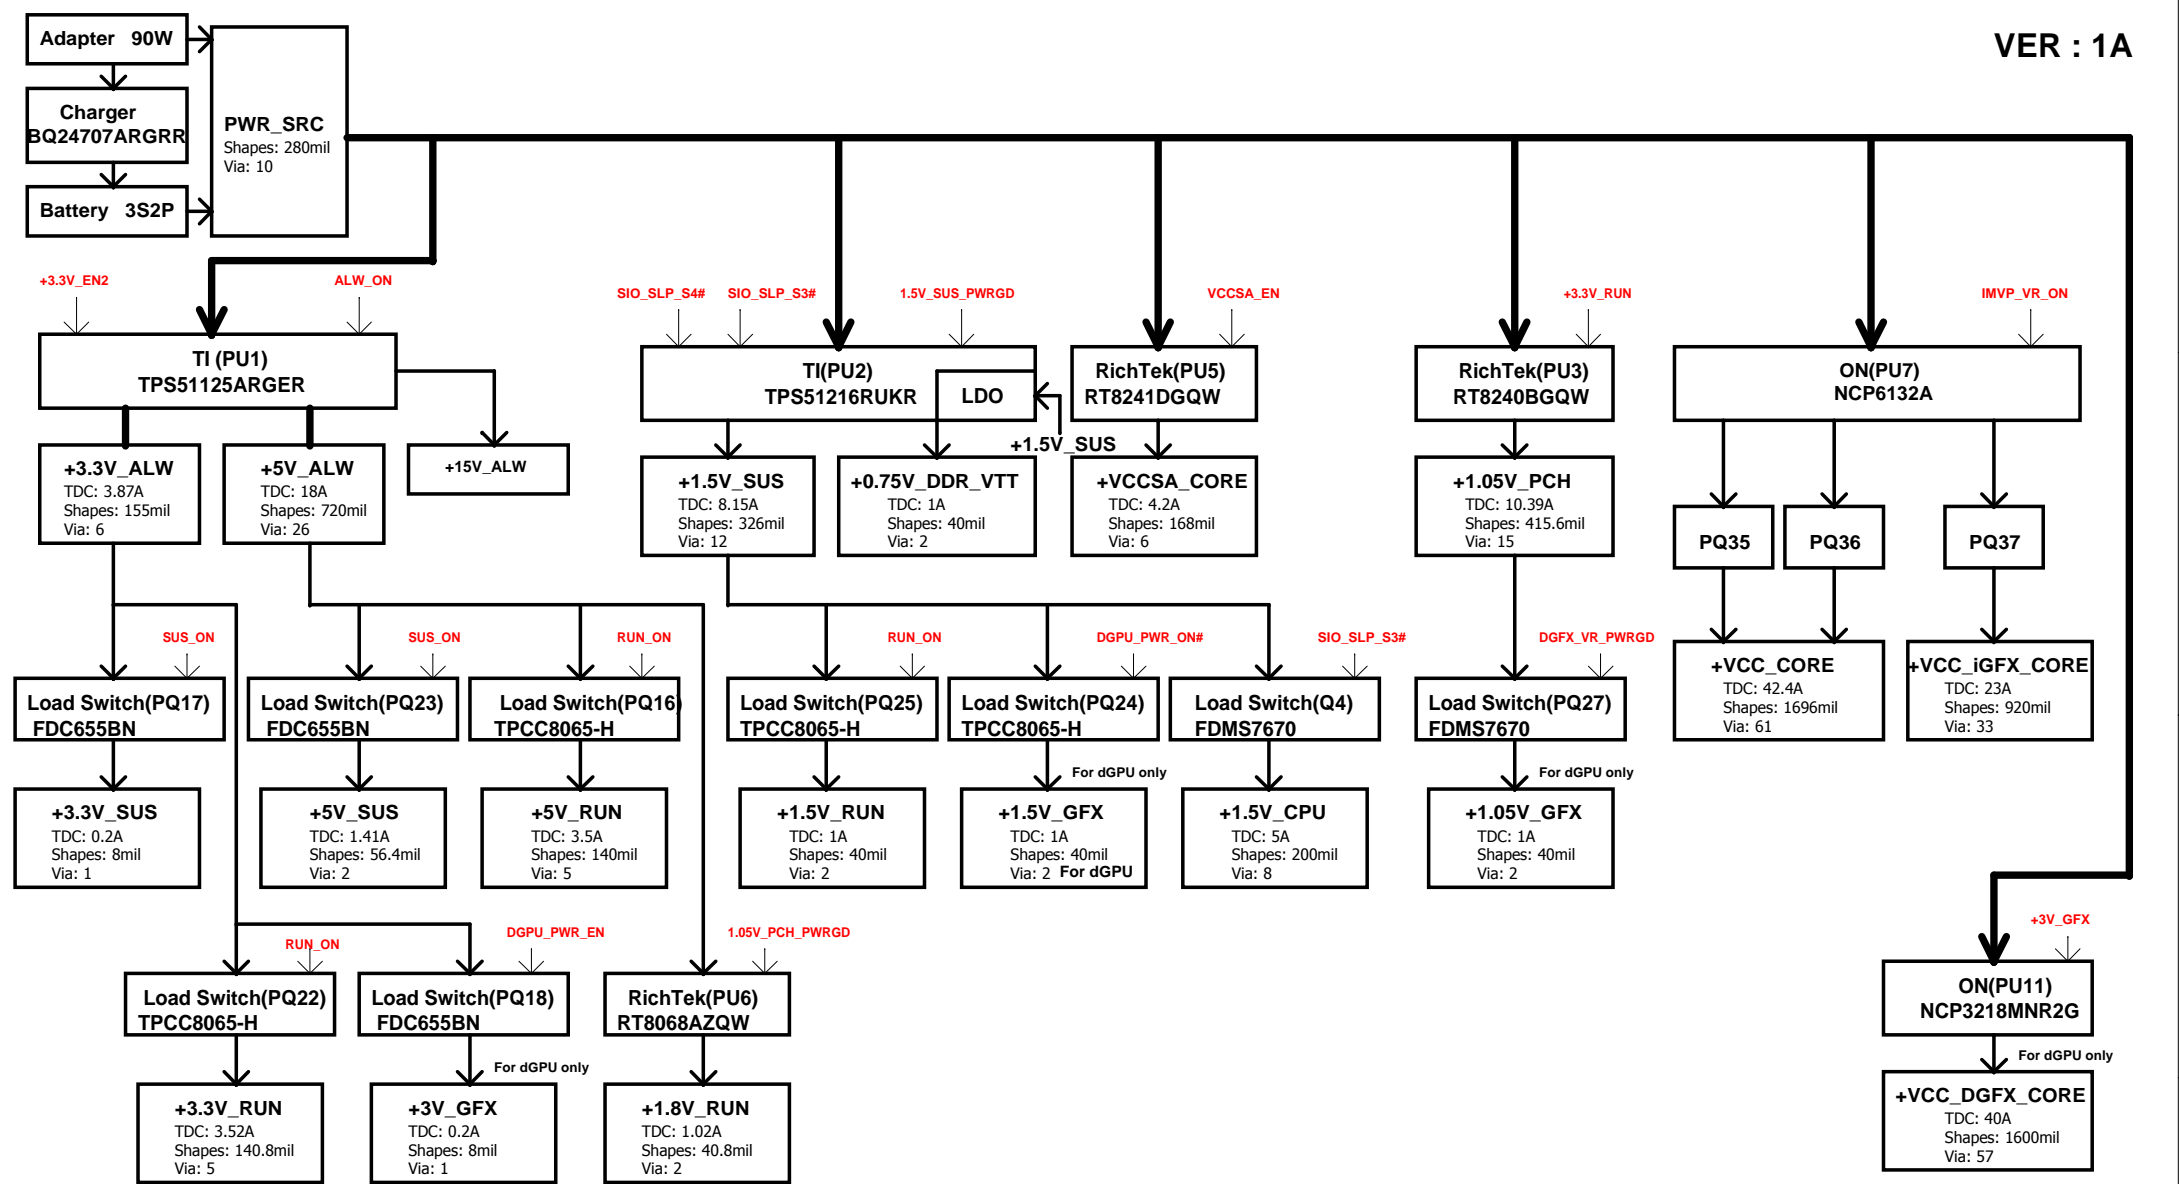 VER : 1A
Adapter 90W
Charger
BQ24707ARGRR
Battery 3S2P
PWR_SRC
Shapes: 280mil
Via: 10
+3.3V_EN2
ALW_ON
SIO_SLP_S4#
SIO_SLP_S3#
1.5V_SUS_PWRGD
VCCSA_EN
+3.3V_RUN
IMVP_VR_ON
TI (PU1)
TPS51125ARGER
TI(PU2)
TPS51216RUKR
LDO
+1.5V_SUS
RichTek(PU5)
RT8241DGQW
RichTek(PU3)
RT8240BGQW
ON(PU7)
NCP6132A
+3.3V_ALW
TDC: 3.87A
Shapes: 155mil
Via: 6
+5V_ALW
TDC: 18A
Shapes: 720mil
Via: 26
+15V_ALW
+1.5V_SUS
TDC: 8.15A
Shapes: 326mil
Via: 12
+0.75V_DDR_VTT
TDC: 1A
Shapes: 40mil
Via: 2
+VCCSA_CORE
TDC: 4.2A
Shapes: 168mil
Via: 6
+1.05V_PCH
TDC: 10.39A
Shapes: 415.6mil
Via: 15
PQ35
PQ36
PQ37
SUS_ON
SUS_ON
RUN_ON
RUN_ON
DGPU_PWR_ON#
SIO_SLP_S3#
DGFX_VR_PWRGD
Load Switch(PQ17)
FDC655BN
Load Switch(PQ23)
FDC655BN
Load Switch(PQ16)
TPCC8065-H
Load Switch(PQ25)
TPCC8065-H
Load Switch(PQ24)
TPCC8065-H
Load Switch(Q4)
FDMS7670
Load Switch(PQ27)
FDMS7670
+VCC_CORE
TDC: 42.4A
Shapes: 1696mil
Via: 61
+VCC_iGFX_CORE
TDC: 23A
Shapes: 920mil
Via: 33
For dGPU only
For dGPU only
+3.3V_SUS
TDC: 0.2A
Shapes: 8mil
Via: 1
+5V_SUS
TDC: 1.41A
Shapes: 56.4mil
Via: 2
+5V_RUN
TDC: 3.5A
Shapes: 140mil
Via: 5
+1.5V_RUN
TDC: 1A
Shapes: 40mil
Via: 2
+1.5V_GFX
TDC: 1A
Shapes: 40mil
Via: 2 For dGPU
+1.5V_CPU
TDC: 5A
Shapes: 200mil
Via: 8
+1.05V_GFX
TDC: 1A
Shapes: 40mil
Via: 2
RUN_ON
DGPU_PWR_EN
1.05V_PCH_PWRGD
+3V_GFX
Load Switch(PQ22)
TPCC8065-H
Load Switch(PQ18)
FDC655BN
RichTek(PU6)
RT8068AZQW
ON(PU11)
NCP3218MNR2G
For dGPU only
For dGPU only
+3.3V_RUN
TDC: 3.52A
Shapes: 140.8mil
Via: 5
+3V_GFX
TDC: 0.2A
Shapes: 8mil
Via: 1
+1.8V_RUN
TDC: 1.02A
Shapes: 40.8mil
Via: 2
+VCC_DGFX_CORE
TDC: 40A
Shapes: 1600mil
Via: 57